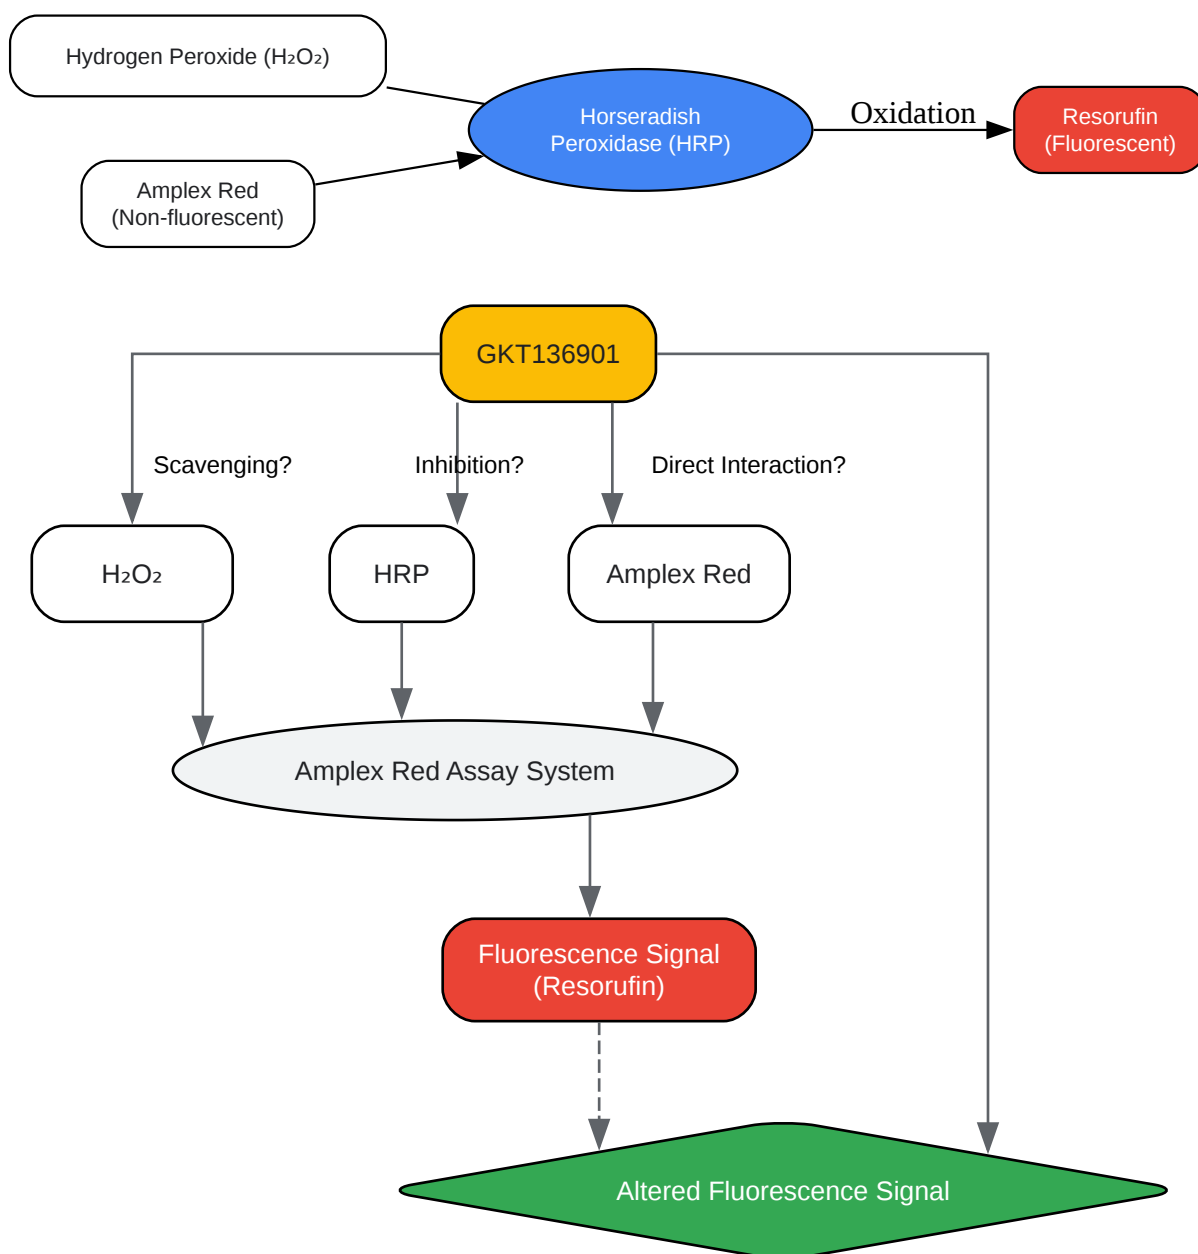 Hydrogen Peroxide (H₂O₂)
Horseradish
Peroxidase (HRP)
Oxidation
Resorufin
(Fluorescent)
Amplex Red
(Non-fluorescent)
GKT136901
Scavenging?
Inhibition?
Direct Interaction?
H₂O₂
HRP
Amplex Red
Amplex Red Assay System
Fluorescence Signal
(Resorufin)
Altered Fluorescence Signal